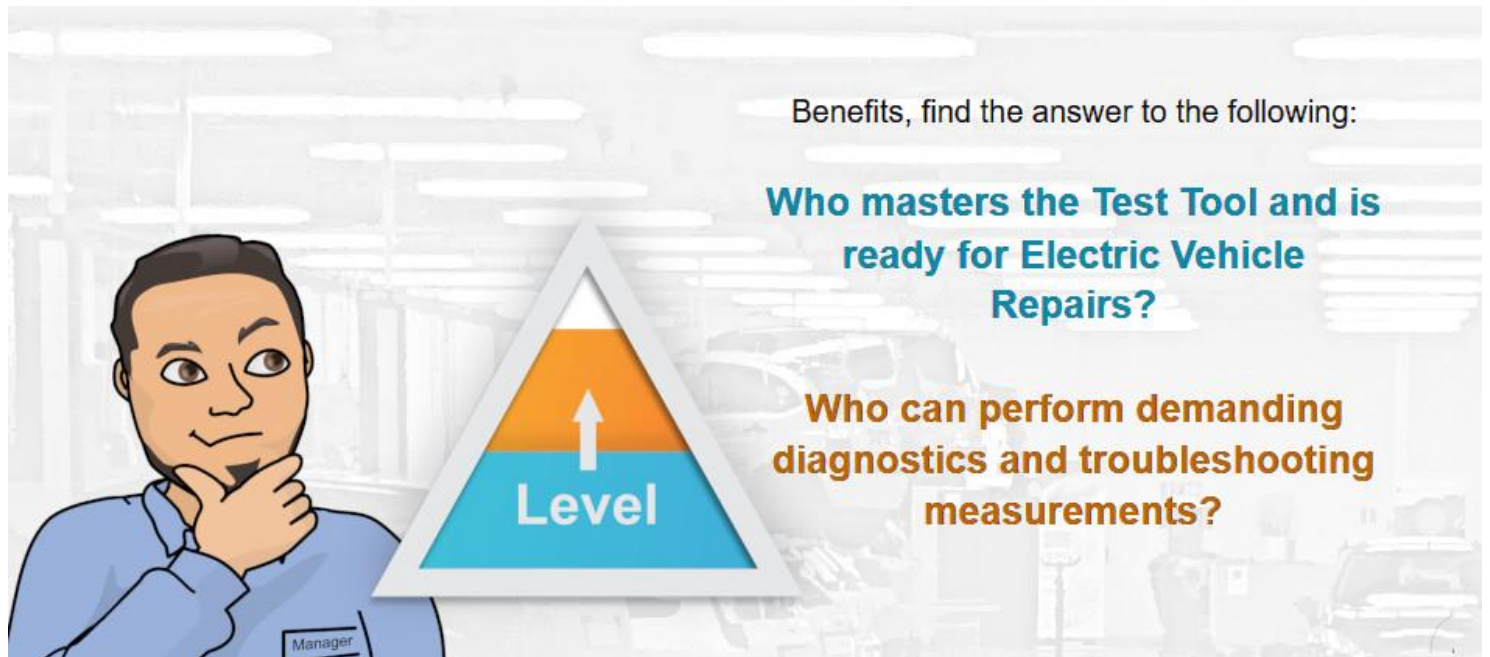 Benefits, find the answer to the following:
Who masters the Test Tool and is
ready for Electric Vehicle
Repairs?
Who can perform demanding
diagnostics and troubleshooting
measurements?
Level
Manager